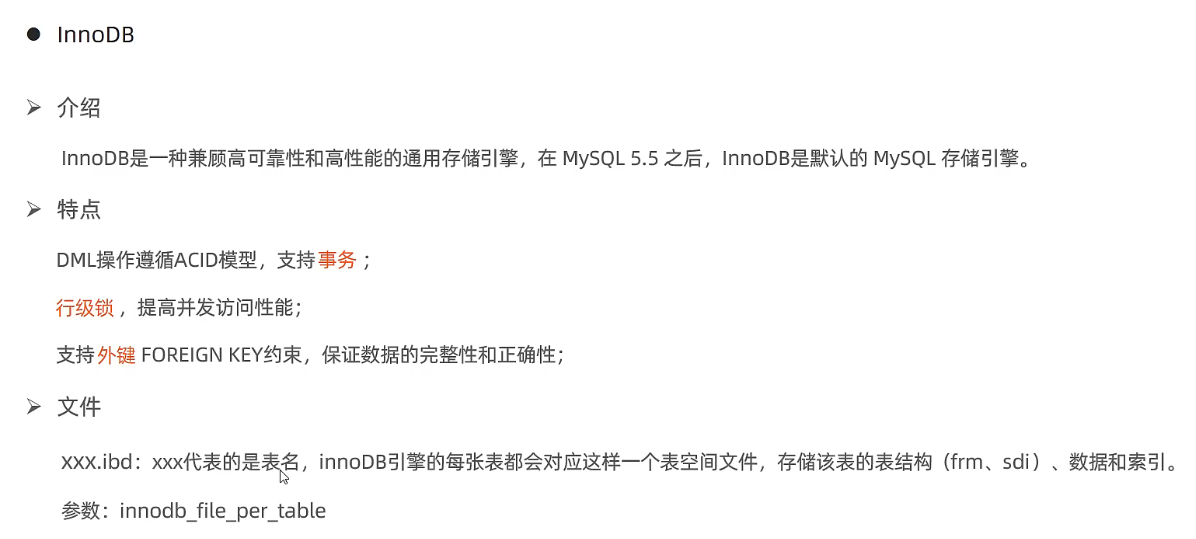 InnoDB
介绍
InnoDB是一种兼顾高可靠性和高性能的通用存储引擎，在 MySQL 5.5 之后，InnoDB是默认的 MySQL 存储引擎。
特点
DML操作遵循ACID模型，支持事务；
行级锁，提高并发访问性能；
支持外键 FOREIGN KEY约束，保证数据的完整性和正确性；
文件
xxx.ibd：xxx代表的是表名，innoDB引擎的每张表都会对应这样一个表空间文件，存储该表的表结构（frm、sdi）、数据和索引。
参数：innodb_file_per_table